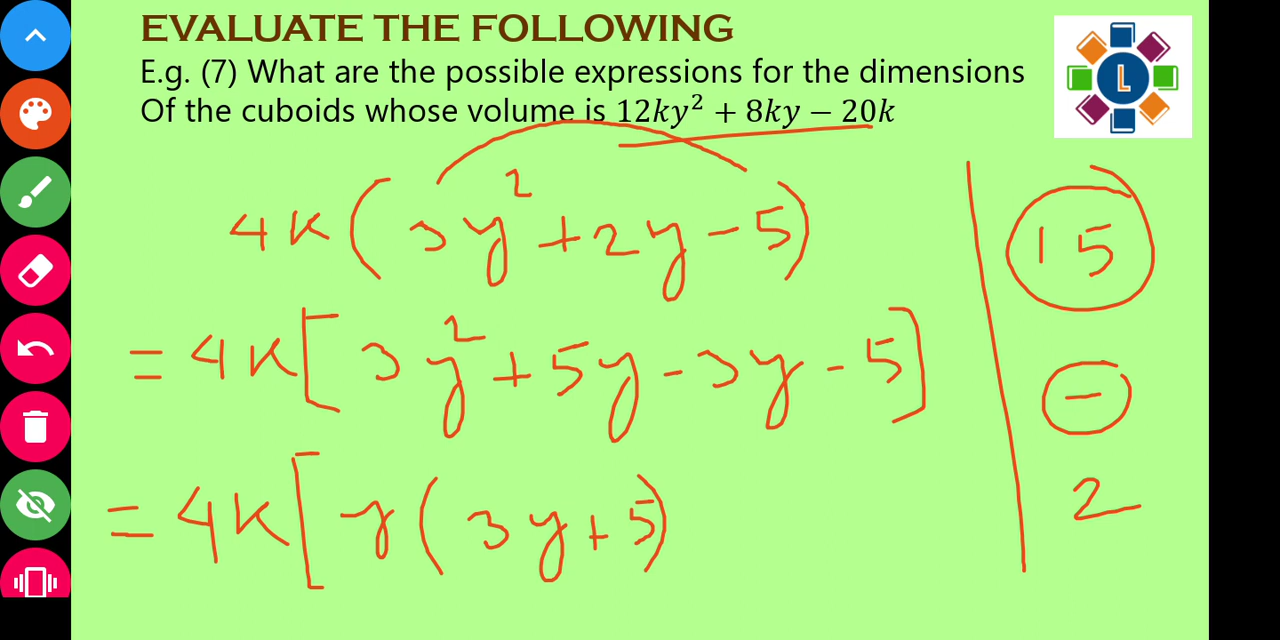 EVALUATE THE FOLLOWING
E.g. (7) What are the possible expressions for the dimensions
Of the cuboids whose volume is 12ky² + 8ky − 20k
L
4K(3y² + 2y − 5)
15
= 4K[3y² + 5y − 3y − 5]
−
= 4K[y(3y + 5)
2